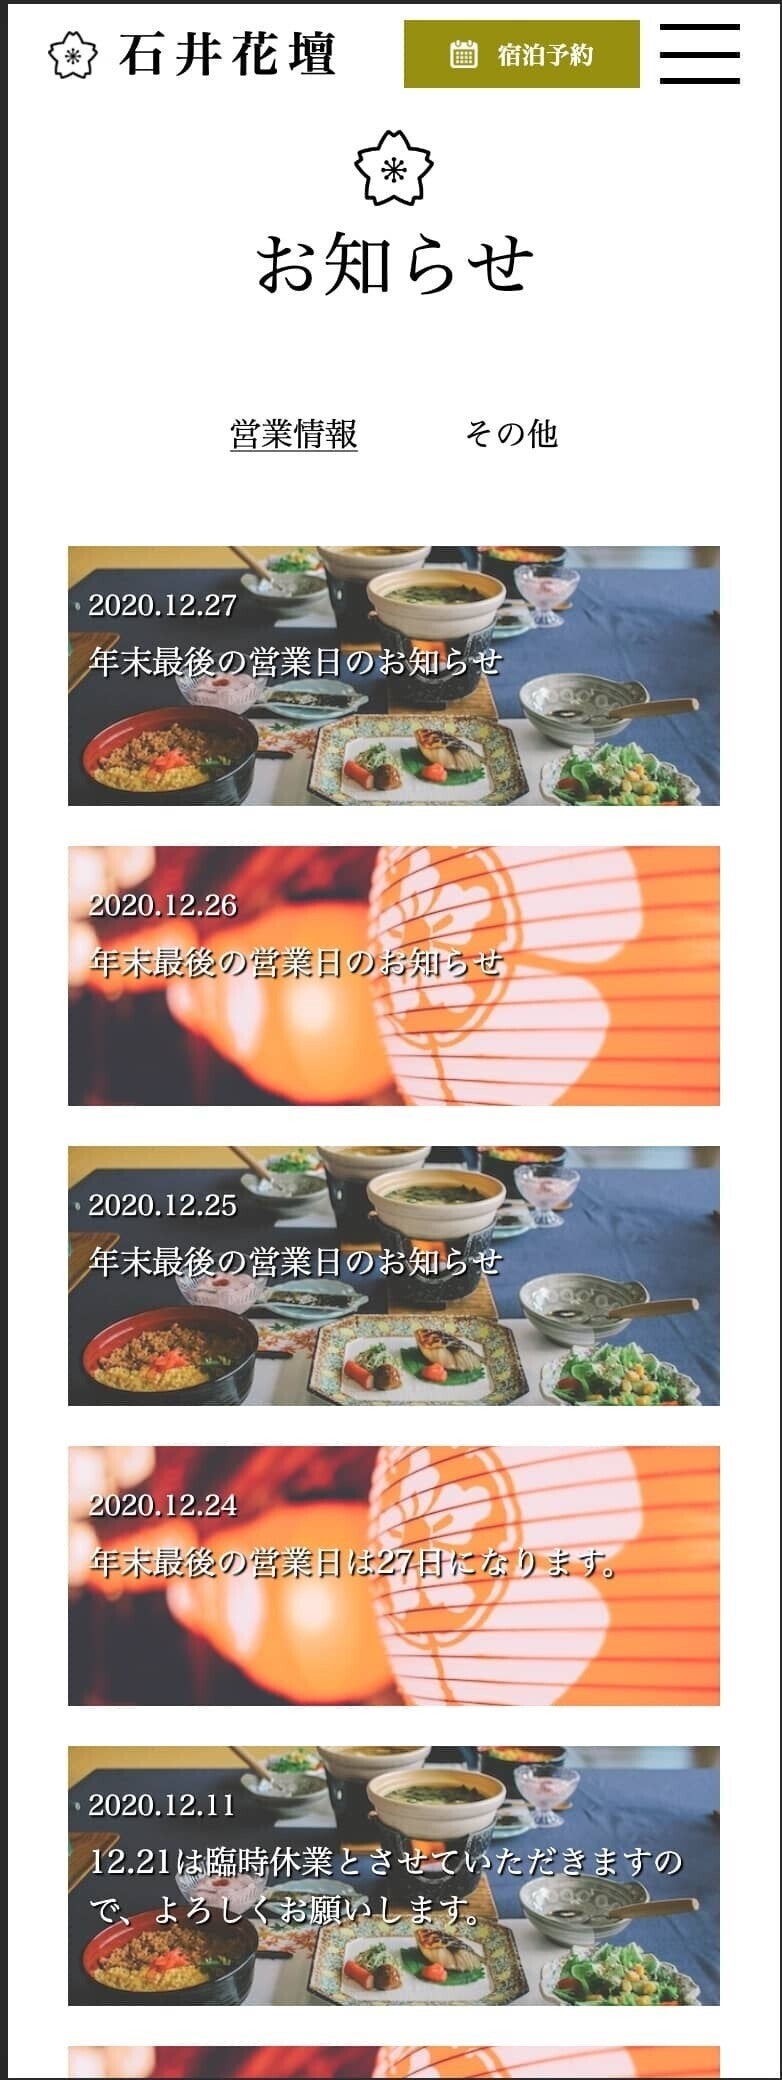 石井花壇
宿泊予約
お知らせ
営業情報
その他
2020.12.27
年末最後の営業日のお知らせ
2020.12.26
年末最後の営業日のお知らせ
2020.12.25
年末最後の営業日のお知らせ
2020.12.24
年末最後の営業日は27日になります。
2020.12.11
12.21は臨時休業とさせていただきますの
で、よろしくお願いします。